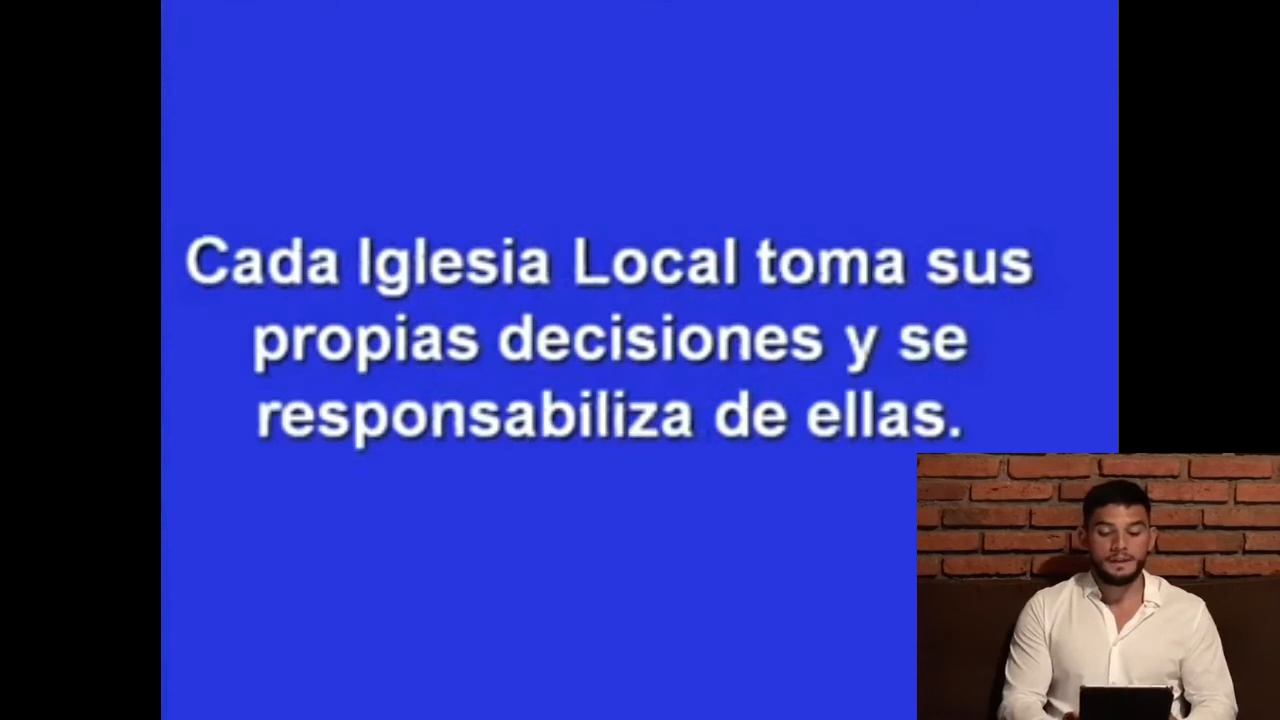 Cada Iglesia Local toma sus
propias decisiones y se
responsabiliza de ellas.